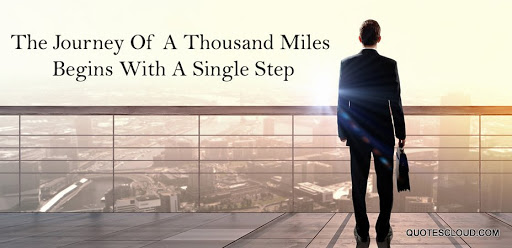 The Journey Of A Thousand Miles
Begins With A Single Step
QUOTESCLOUD.COM